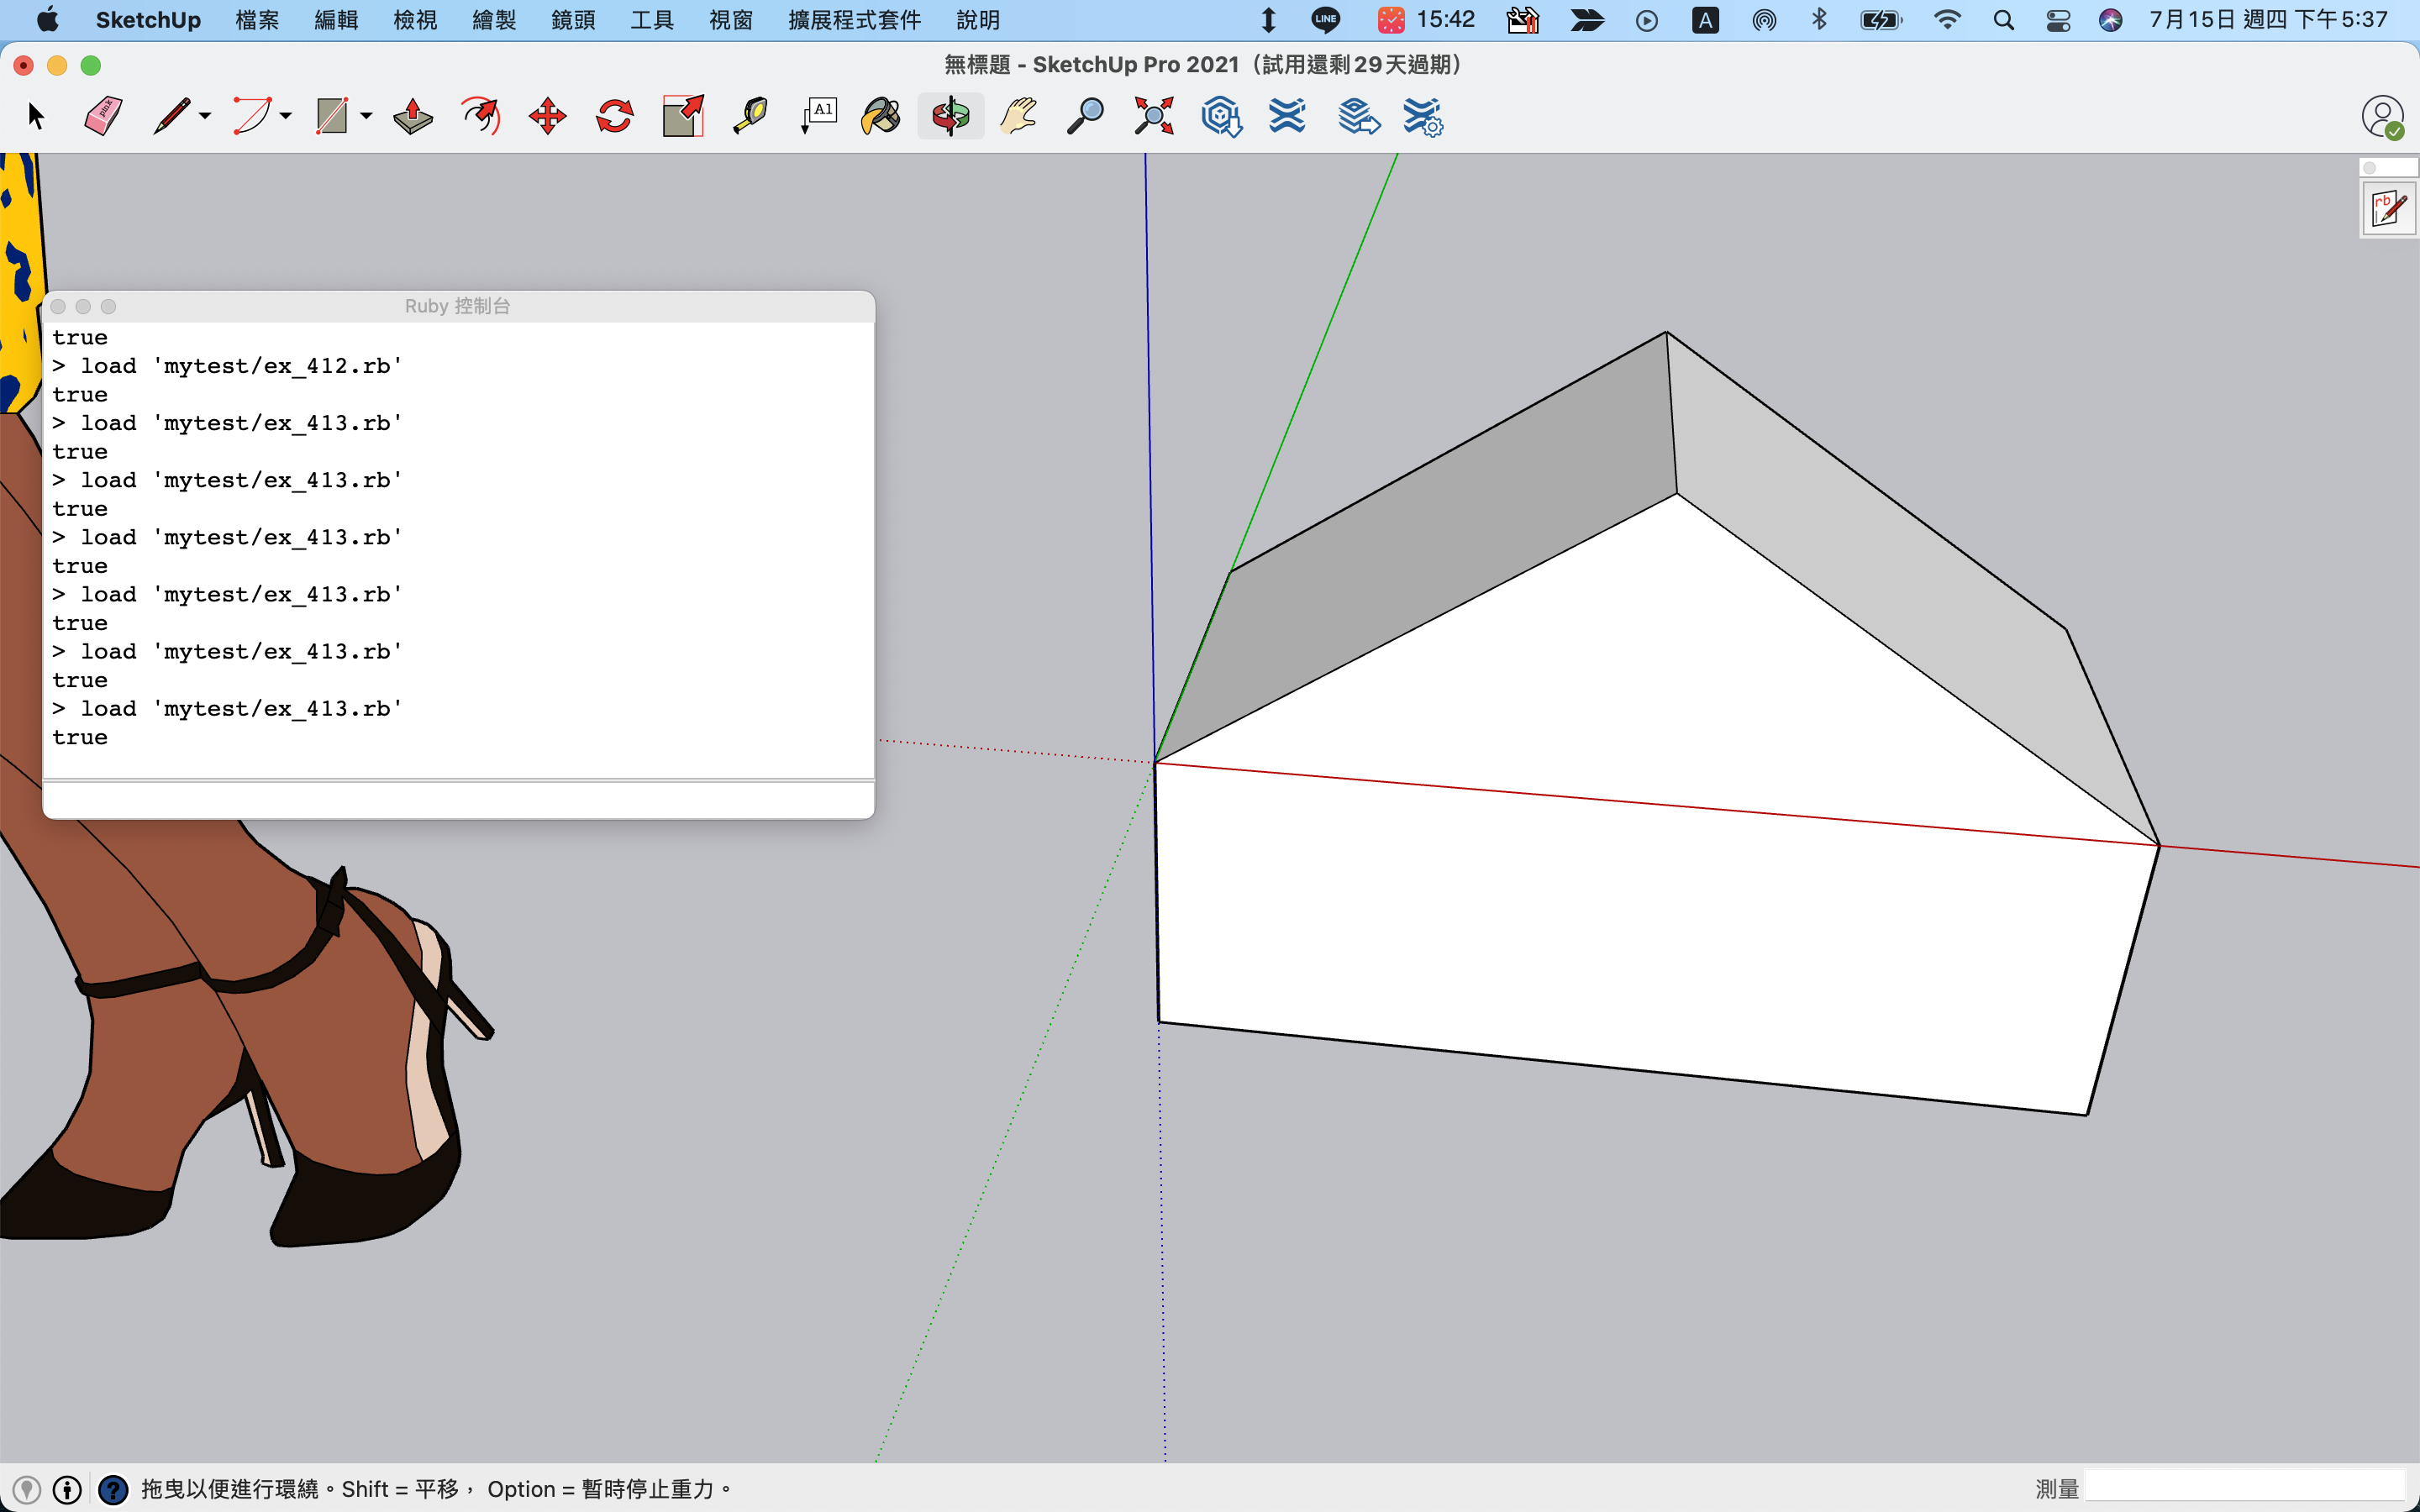 SketchUp 檔案 編輯 檢視 繪製 鏡頭 工具 視窗 擴展程式套件 說明 LINE 15:42 A 7月15日 週四 下午5:37
無標題 - SketchUp Pro 2021（試用還剩29天過期）
pink
A1
rb
Ruby 控制台
true
> load 'mytest/ex_412.rb'
true
> load 'mytest/ex_413.rb'
true
> load 'mytest/ex_413.rb'
true
> load 'mytest/ex_413.rb'
true
> load 'mytest/ex_413.rb'
true
> load 'mytest/ex_413.rb'
true
> load 'mytest/ex_413.rb'
true
? 拖曳以便進行環繞。Shift = 平移， Option = 暫時停止重力。
測量